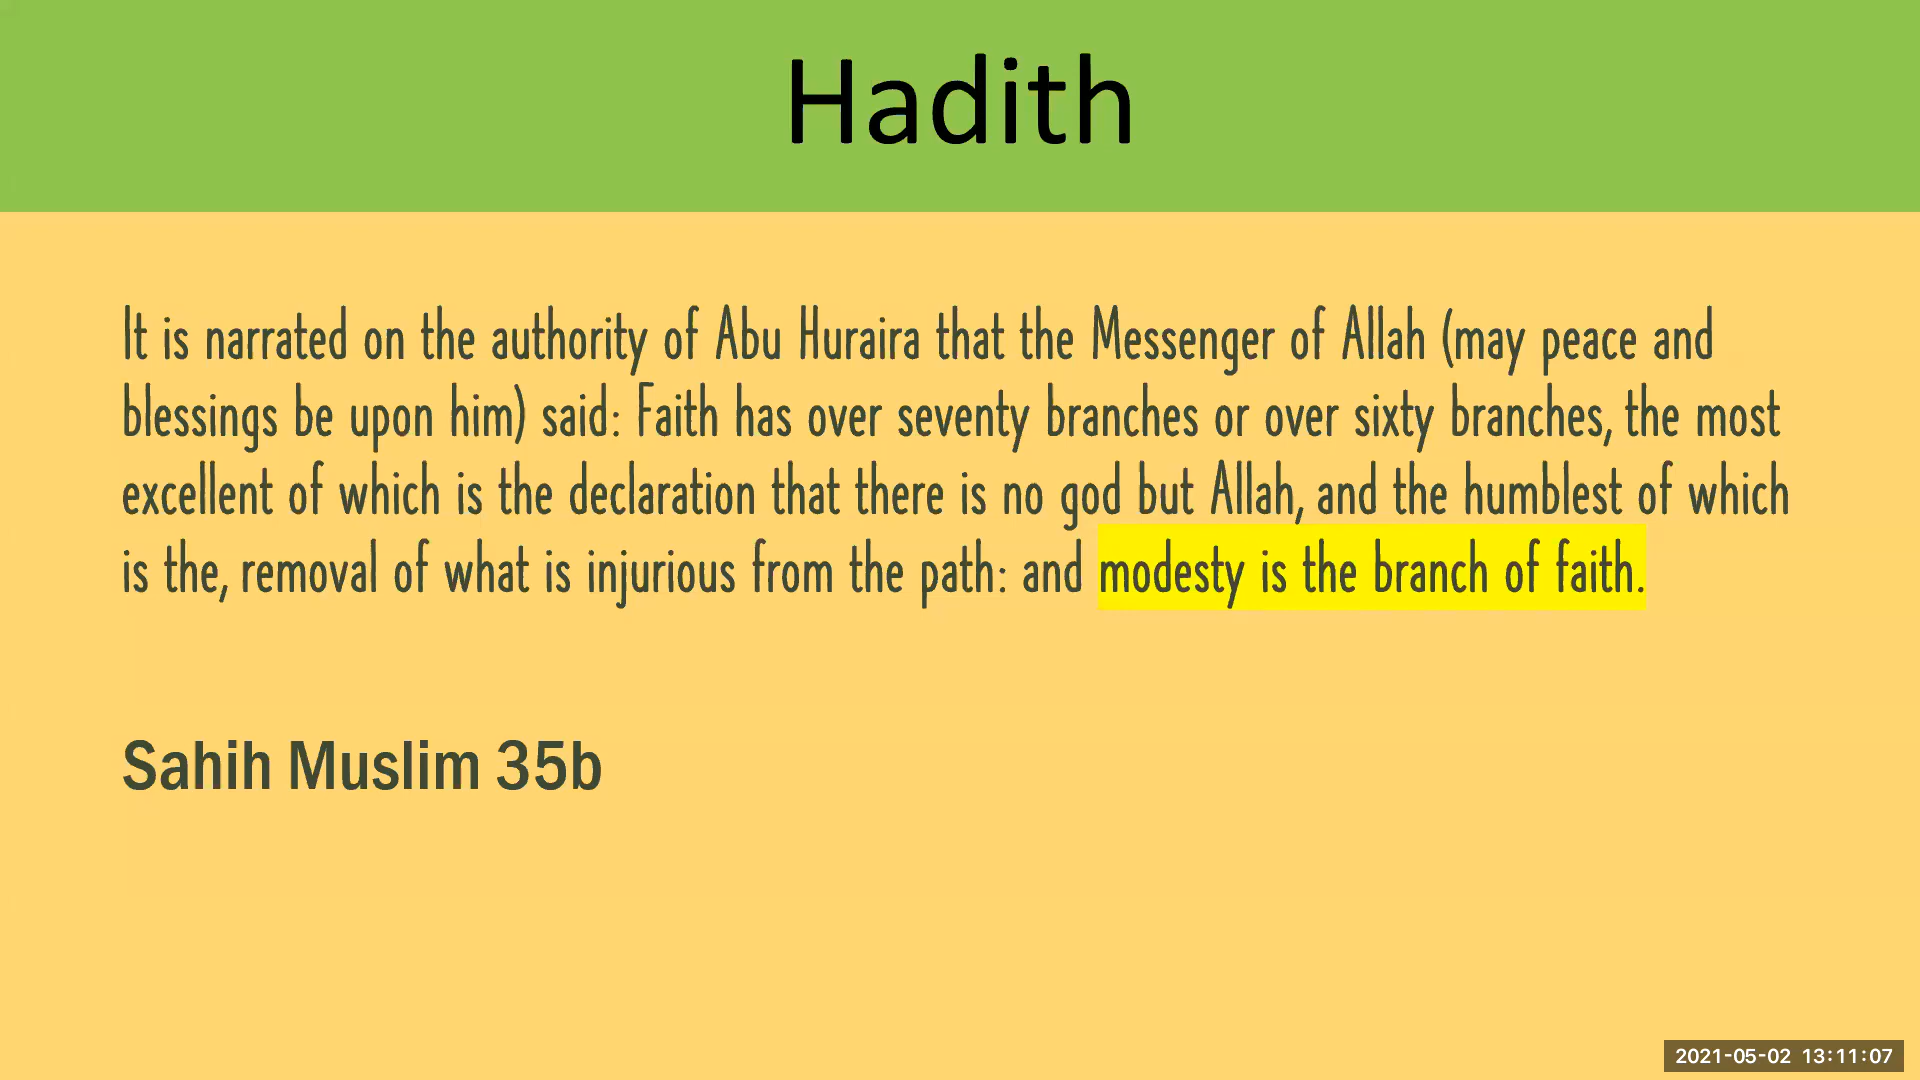 Hadith
It is narrated on the authority of Abu Huraira that the Messenger of Allah (may peace and
blessings be upon him) said: Faith has over seventy branches or over sixty branches, the most
excellent of which is the declaration that there is no god but Allah, and the humblest of which
is the, removal of what is injurious from the path: and modesty is the branch of faith.
Sahih Muslim 35b
2021-05-02 13:11:07